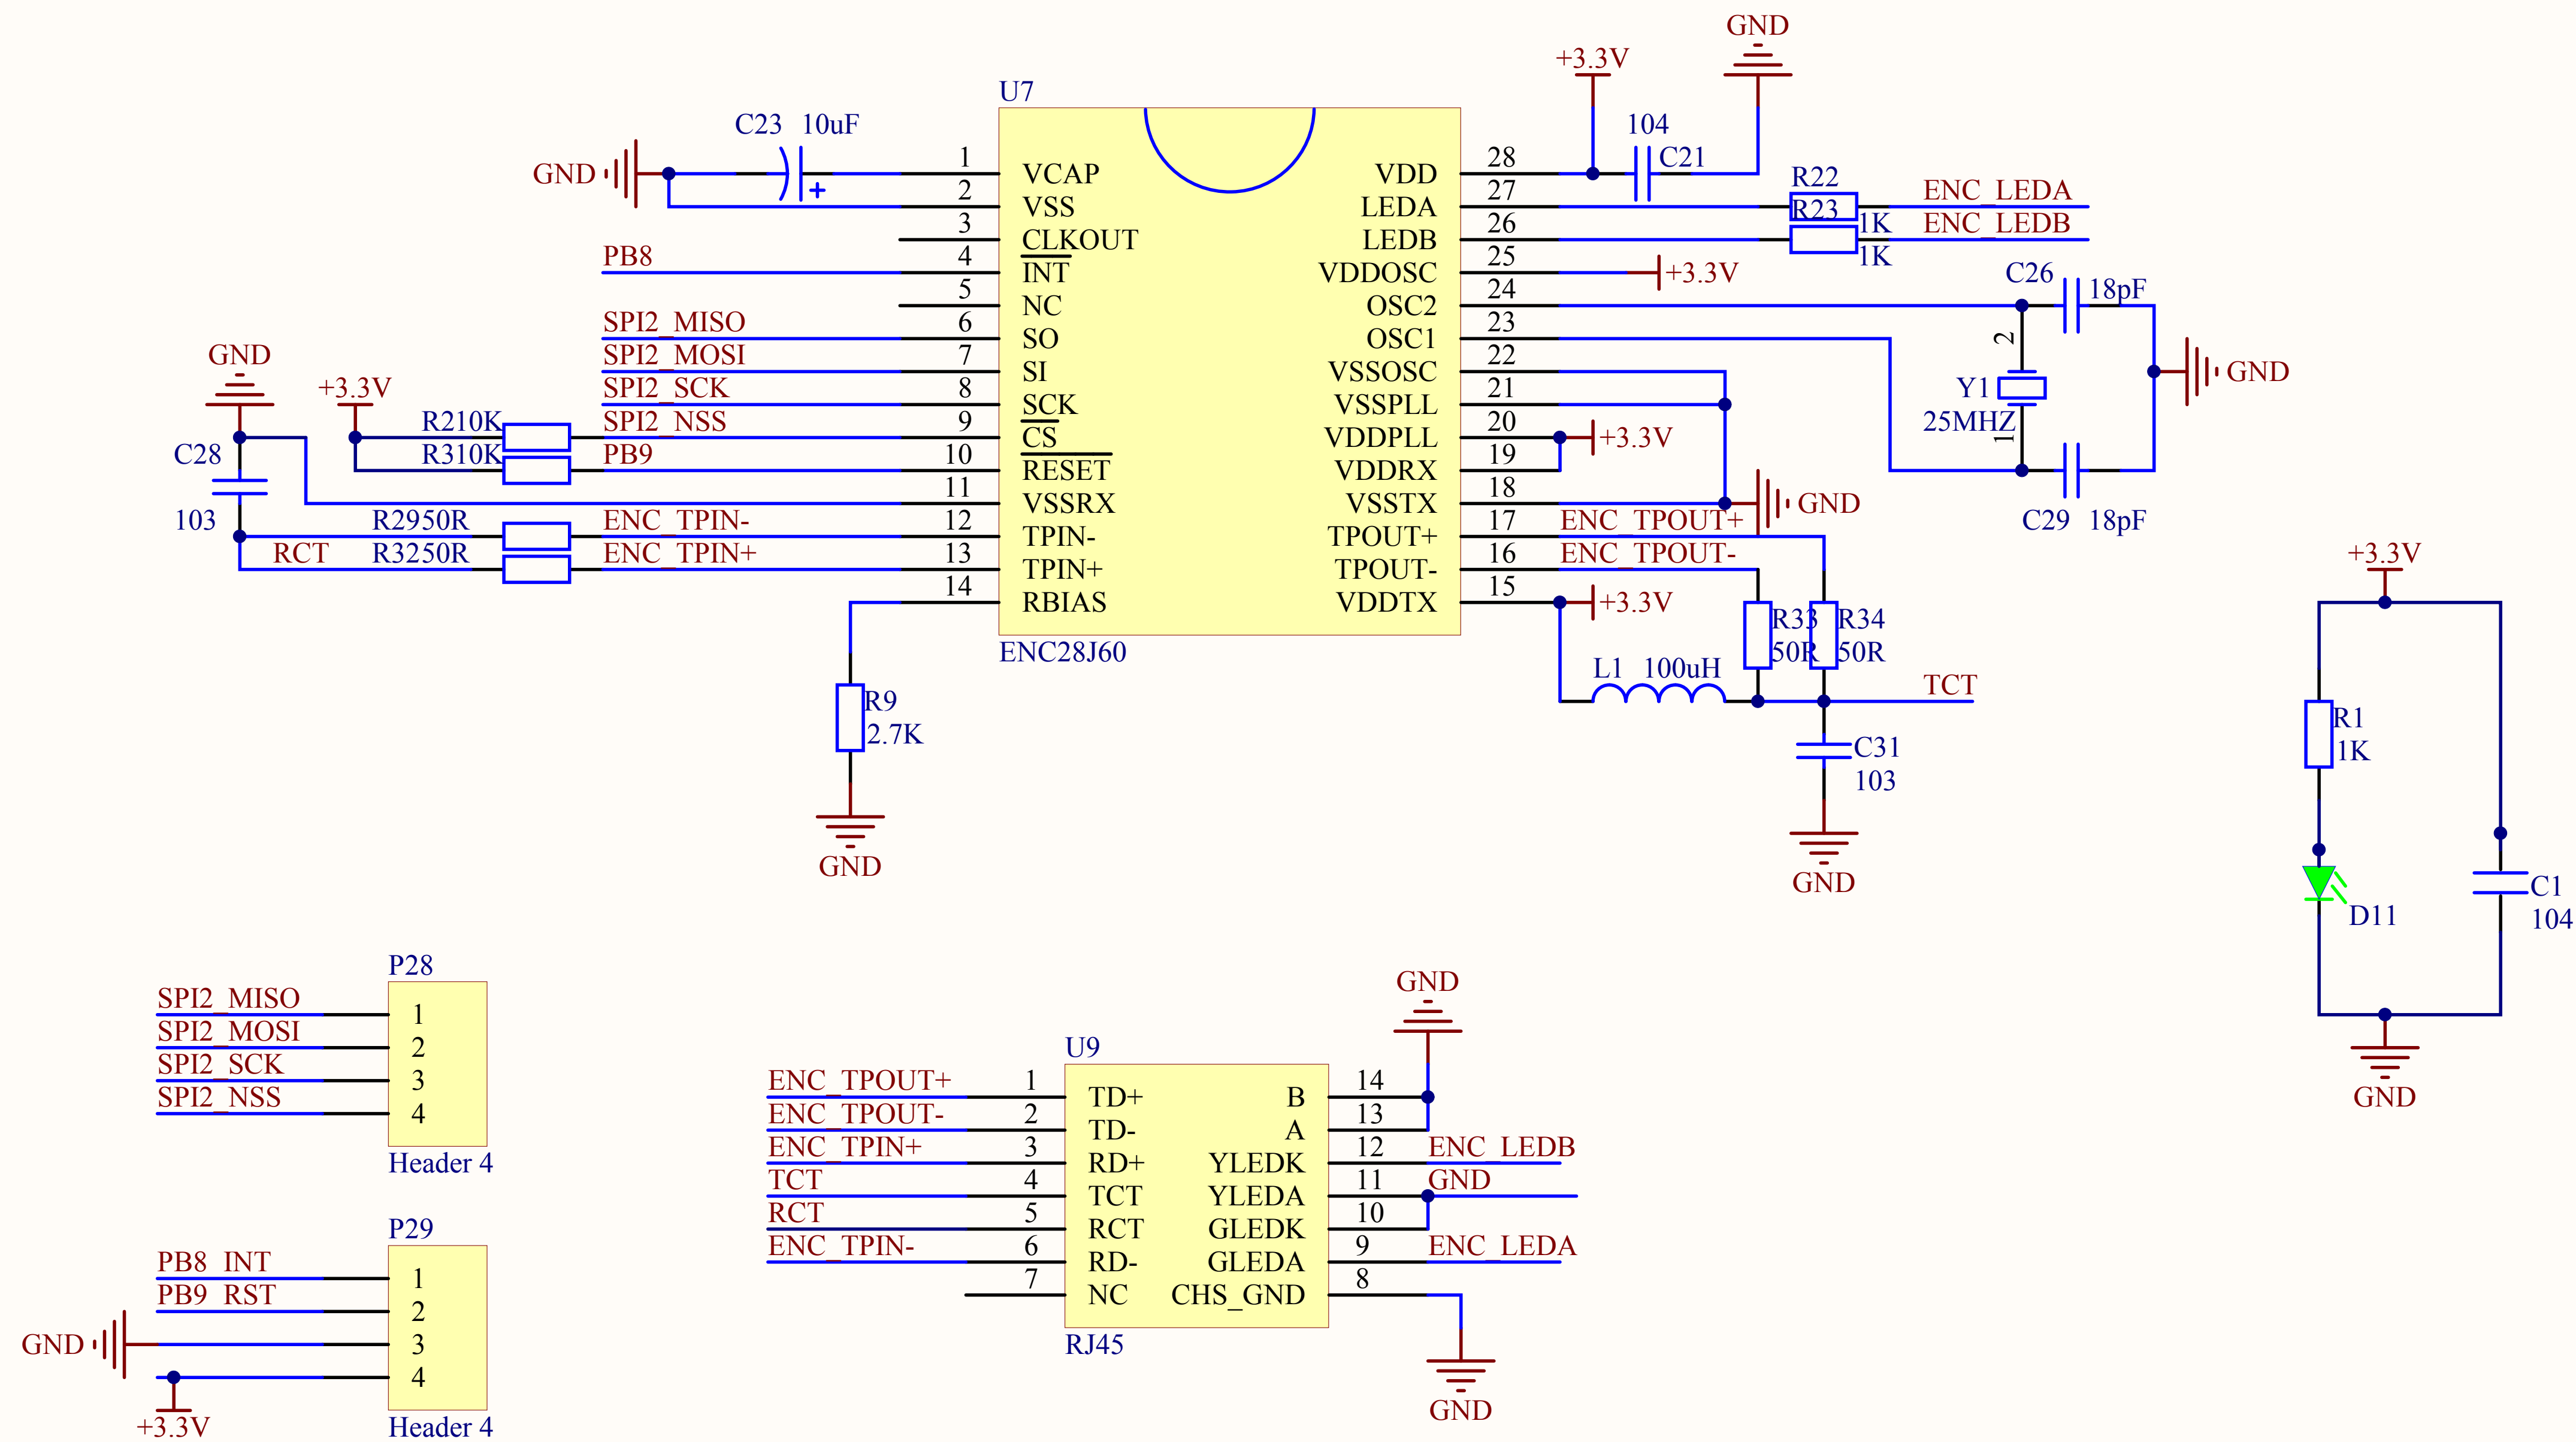 GND
+3.3V
U7
C23 10uF
104
C21
GND
1 VCAP
2 VSS
3 CLKOUT
4 INT
5 NC
6 SO
7 SI
8 SCK
9 CS
10 RESET
11 VSSRX
12 TPIN-
13 TPIN+
14 RBIAS
VDD 28
LEDA 27
LEDB 26
VDDOSC 25
OSC2 24
OSC1 23
VSSOSC 22
VSSPLL 21
VDDPLL 20
VDDRX 19
VSSTX 18
TPOUT+ 17
TPOUT- 16
VDDTX 15
ENC28J60
PB8
SPI2_MISO
SPI2_MOSI
SPI2_SCK
SPI2_NSS
PB9
ENC_TPIN-
ENC_TPIN+
GND
+3.3V
R210K
R310K
C28
103
R2950R
RCT
R3250R
R9
2.7K
GND
R22
1K
ENC_LEDA
R23
1K
ENC_LEDB
+3.3V
C26
18pF
2
Y1
25MHZ
1
GND
C29 18pF
+3.3V
GND
ENC_TPOUT+
ENC_TPOUT-
+3.3V
R33
50R
R34
50R
L1 100uH
TCT
C31
103
GND
+3.3V
R1
1K
D11
C1
104
GND
P28
SPI2_MISO 1
SPI2_MOSI 2
SPI2_SCK 3
SPI2_NSS 4
Header 4
P29
PB8_INT 1
PB9_RST 2
GND 3
4
+3.3V
Header 4
GND
U9
ENC_TPOUT+ 1 TD+
ENC_TPOUT- 2 TD-
ENC_TPIN+ 3 RD+
TCT 4 TCT
RCT 5 RCT
ENC_TPIN- 6 RD-
7 NC
B 14
A 13
YLEDK 12 ENC_LEDB
YLEDA 11 GND
GLEDK 10
GLEDA 9 ENC_LEDA
CHS_GND 8
RJ45
GND